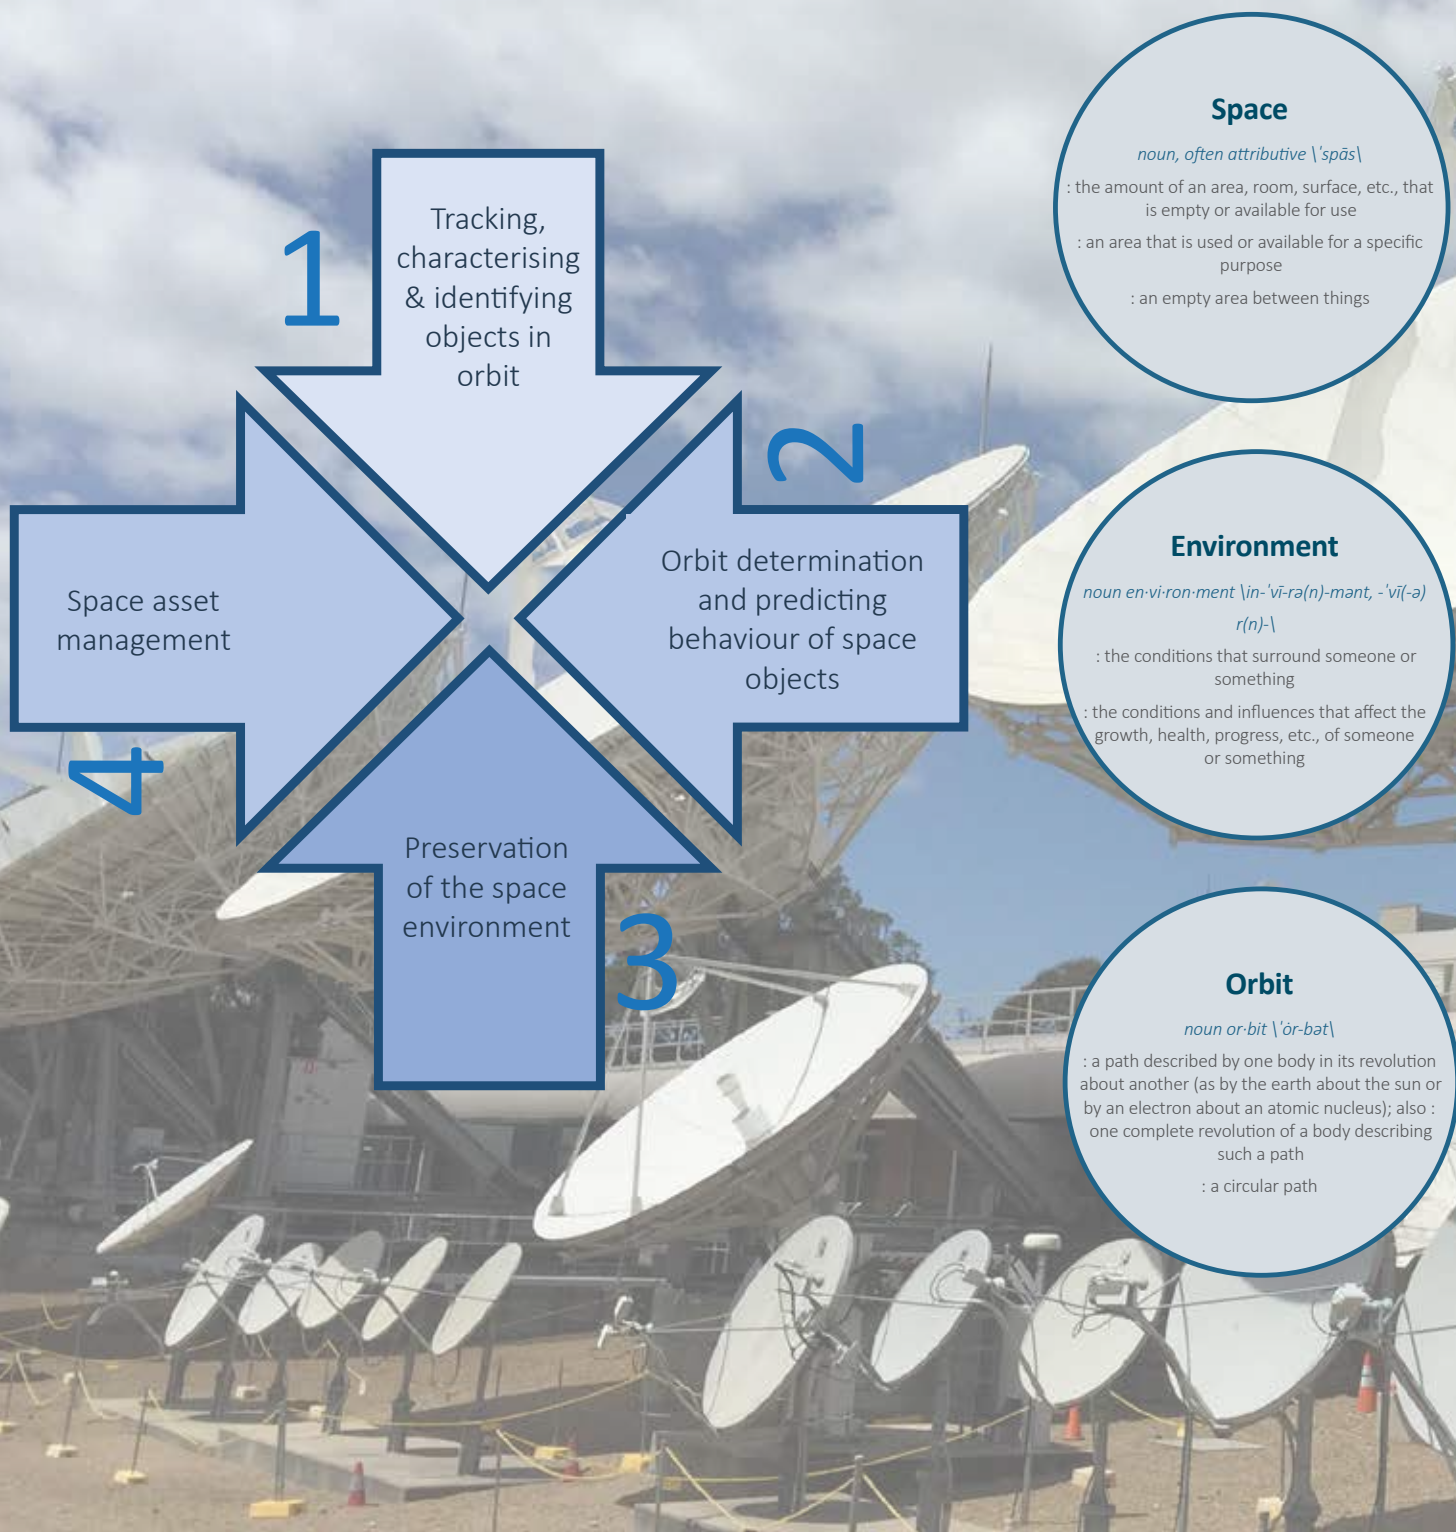 1
Tracking,
characterising
& identifying
objects in
orbit
2
Orbit determination
and predicting
behaviour of space
objects
3
Preservation
of the space
environment
4
Space asset
management
Space
noun, often attributive \ˈspās\
: the amount of an area, room, surface, etc., that
is empty or available for use
: an area that is used or available for a specific
purpose
: an empty area between things
Environment
noun en·vi·ron·ment \in-ˈvī-rə(n)-mənt, -ˈvī(-ə)
r(n)-\
: the conditions that surround someone or
something
: the conditions and influences that affect the
growth, health, progress, etc., of someone
or something
Orbit
noun or·bit \ˈȯr-bət\
: a path described by one body in its revolution
about another (as by the earth about the sun or
by an electron about an atomic nucleus); also :
one complete revolution of a body describing
such a path
: a circular path